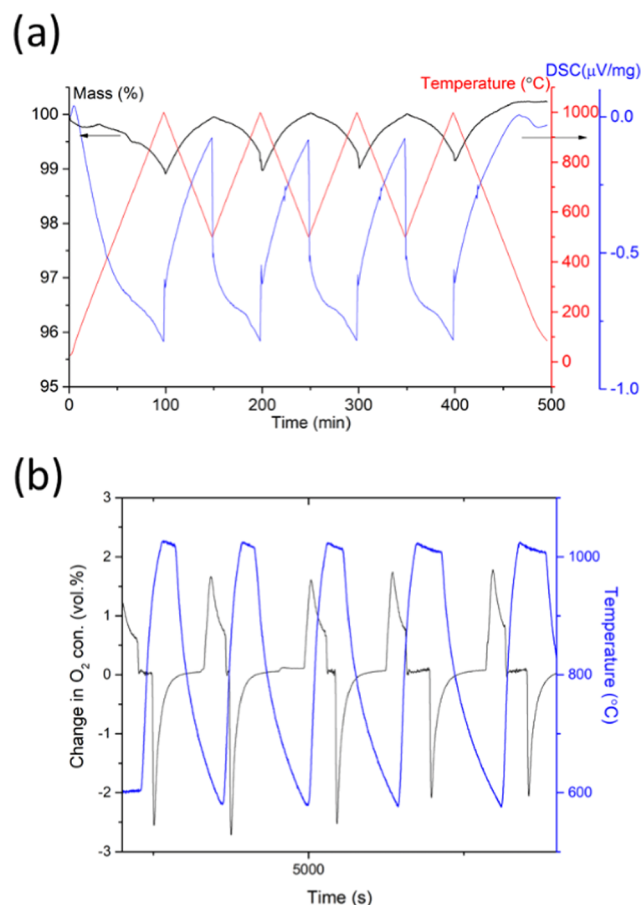 (a)
Mass (%)
Temperature (°C)
DSC(μV/mg)
100
99
98
97
96
95
1000
800
600
400
200
0
0.0
-0.5
-1.0
0 100 200 300 400 500
Time (min)
(b)
Change in O₂ con. (vol.%)
3
2
1
0
-1
-2
-3
1000
800
600
Temperature (°C)
5000
Time (s)